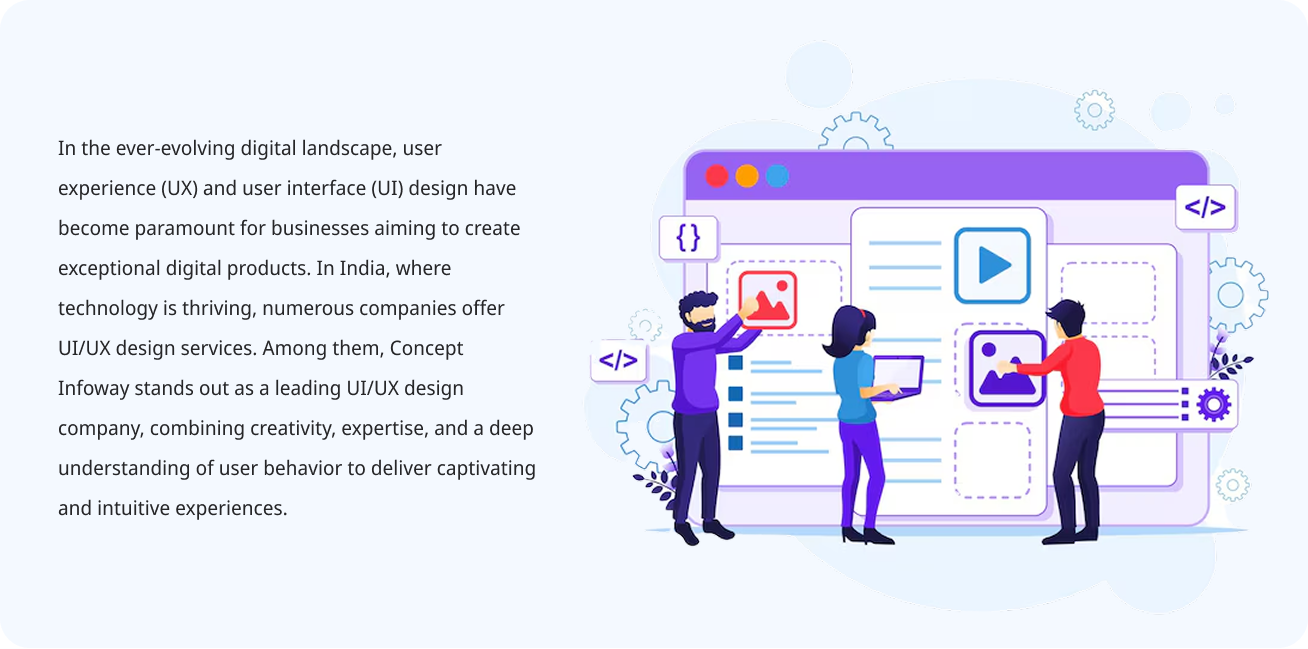 In the ever-evolving digital landscape, user
experience (UX) and user interface (UI) design have
become paramount for businesses aiming to create
exceptional digital products. In India, where
technology is thriving, numerous companies offer
UI/UX design services. Among them, Concept
Infoway stands out as a leading UI/UX design
company, combining creativity, expertise, and a deep
understanding of user behavior to deliver captivating
and intuitive experiences.
</>
{}
</>